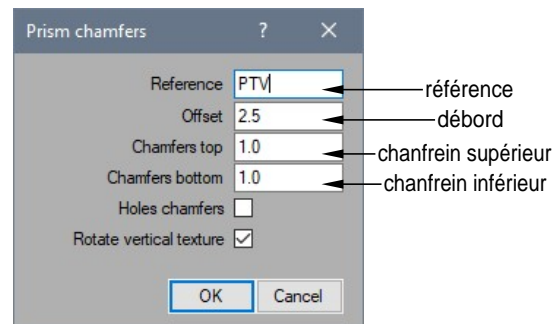 Prism chamfers ? ×
Reference PTV référence
Offset 2.5 débord
Chamfers top 1.0 chanfrein supérieur
Chamfers bottom 1.0 chanfrein inférieur
Holes chamfers
Rotate vertical texture
OK Cancel